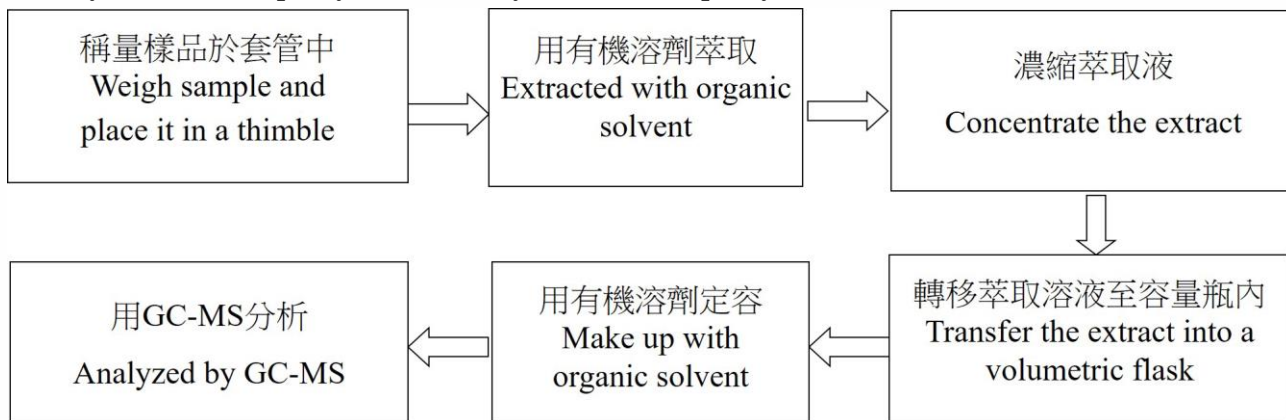 稱量樣品於套管中
Weigh sample and
place it in a thimble
用有機溶劑萃取
Extracted with organic
solvent
濃縮萃取液
Concentrate the extract
轉移萃取溶液至容量瓶內
Transfer the extract into a
volumetric flask
用有機溶劑定容
Make up with
organic solvent
用GC-MS分析
Analyzed by GC-MS